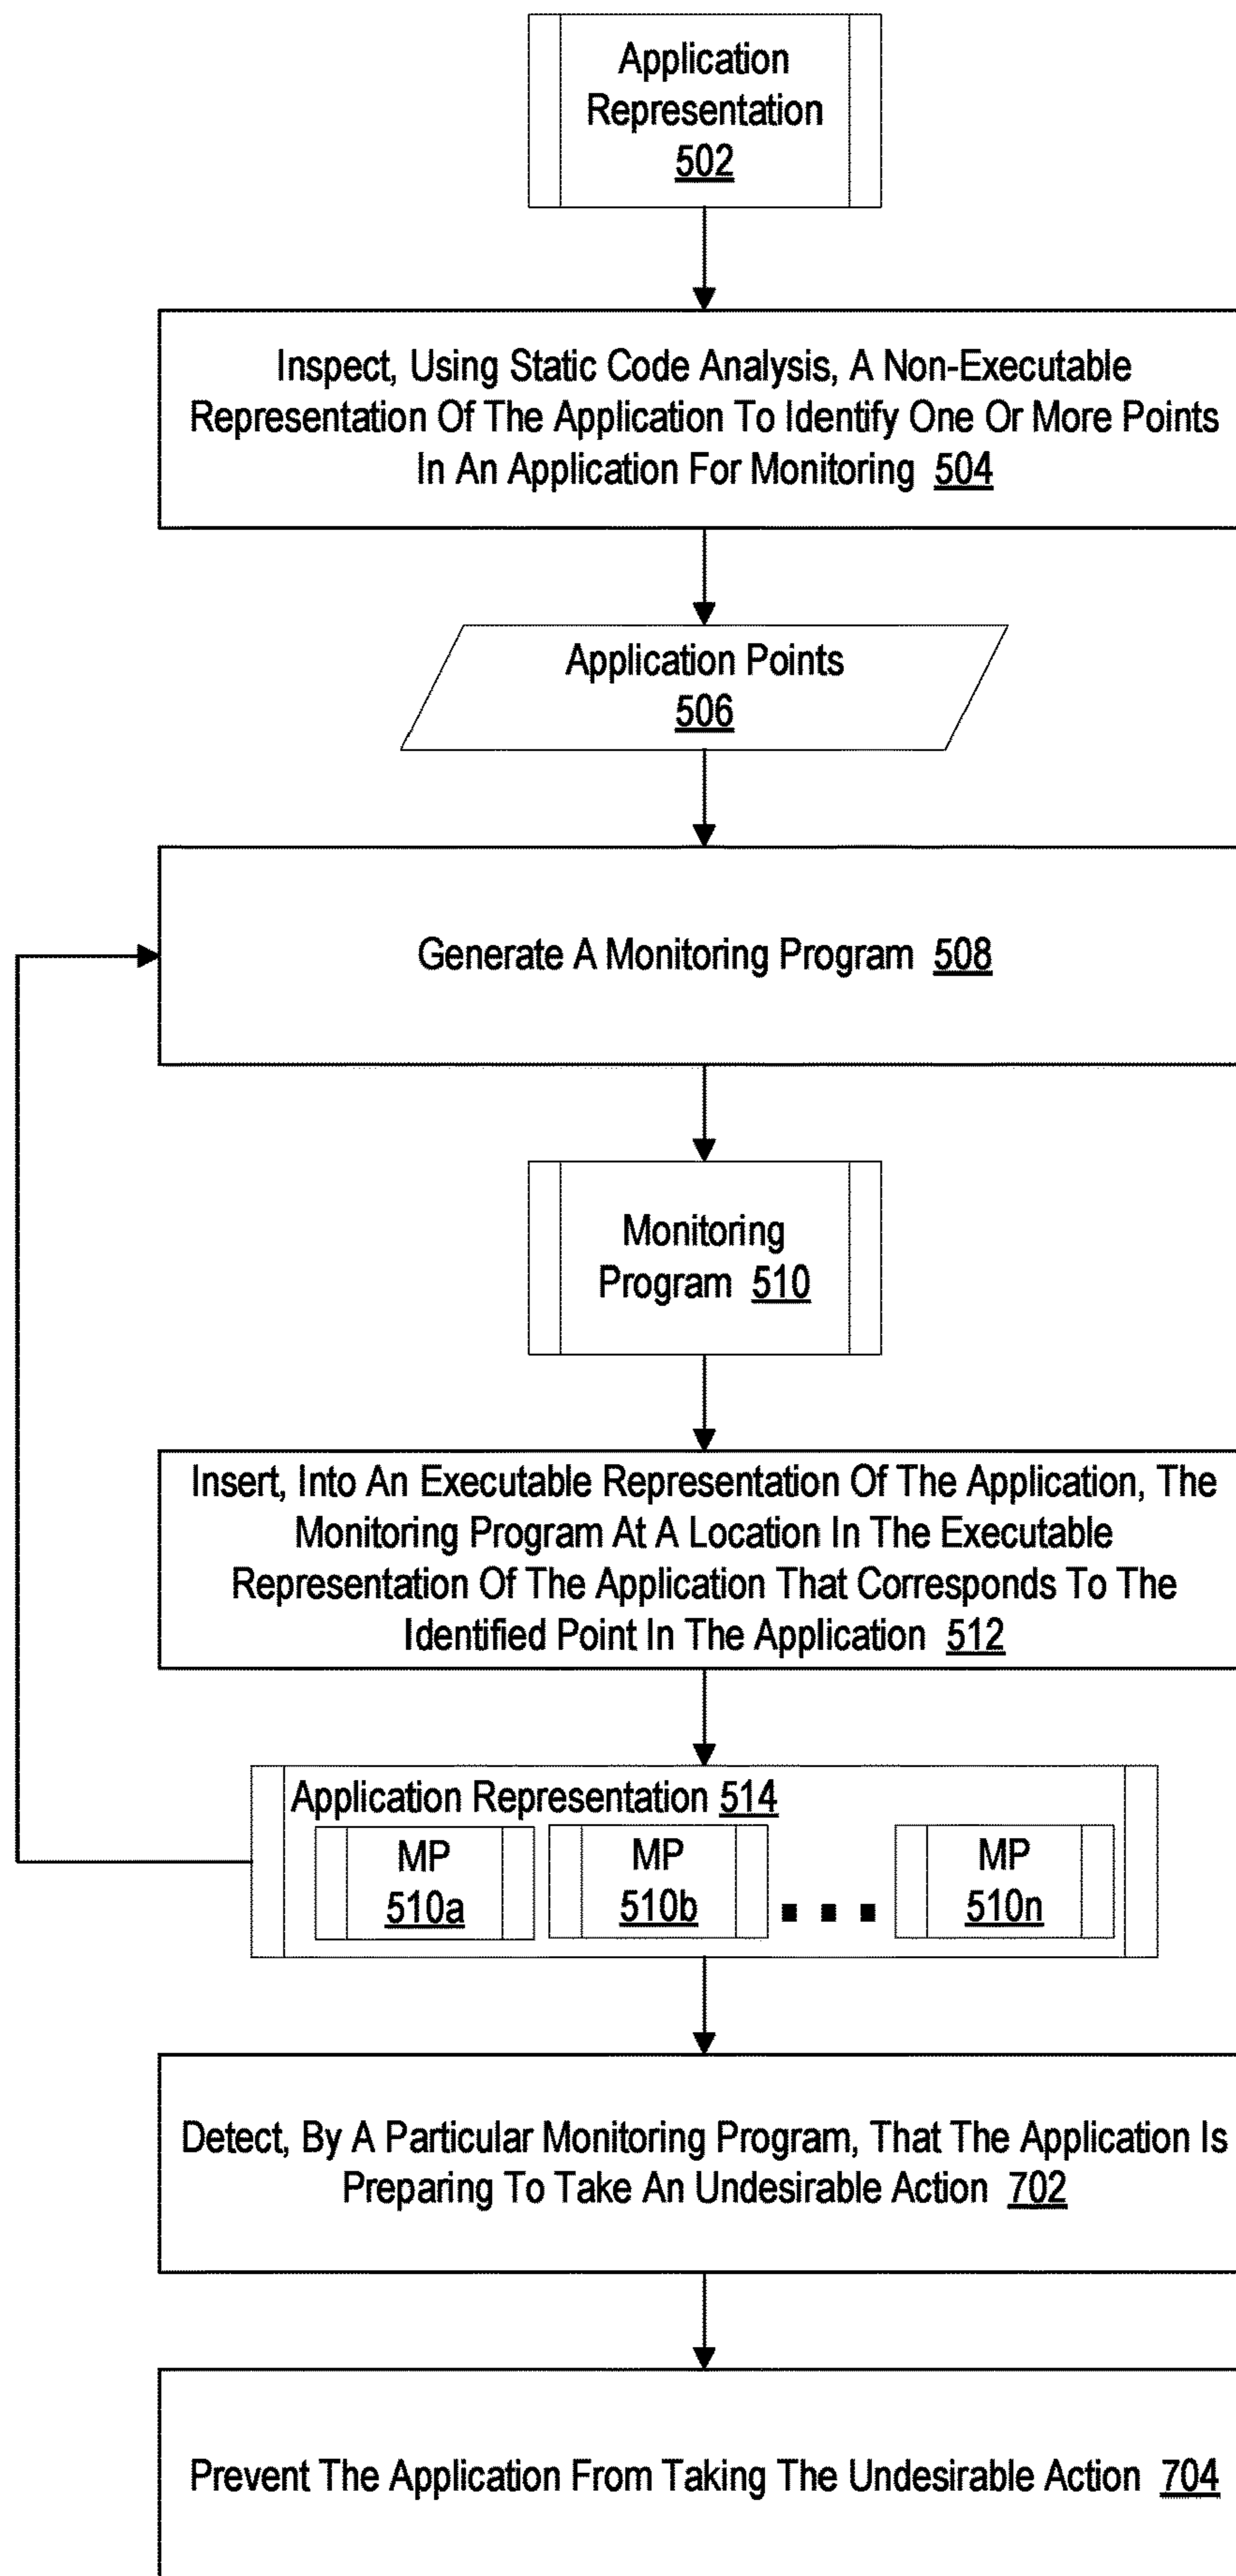 Application
Representation
502
Inspect, Using Static Code Analysis, A Non-Executable
Representation Of The Application To Identify One Or More Points
In An Application For Monitoring 504
Application Points
506
Generate A Monitoring Program 508
Monitoring
Program 510
Insert, Into An Executable Representation Of The Application, The
Monitoring Program At A Location In The Executable
Representation Of The Application That Corresponds To The
Identified Point In The Application 512
Application Representation 514
MP
510a
MP
510b
MP
510n
Detect, By A Particular Monitoring Program, That The Application Is
Preparing To Take An Undesirable Action 702
Prevent The Application From Taking The Undesirable Action 704